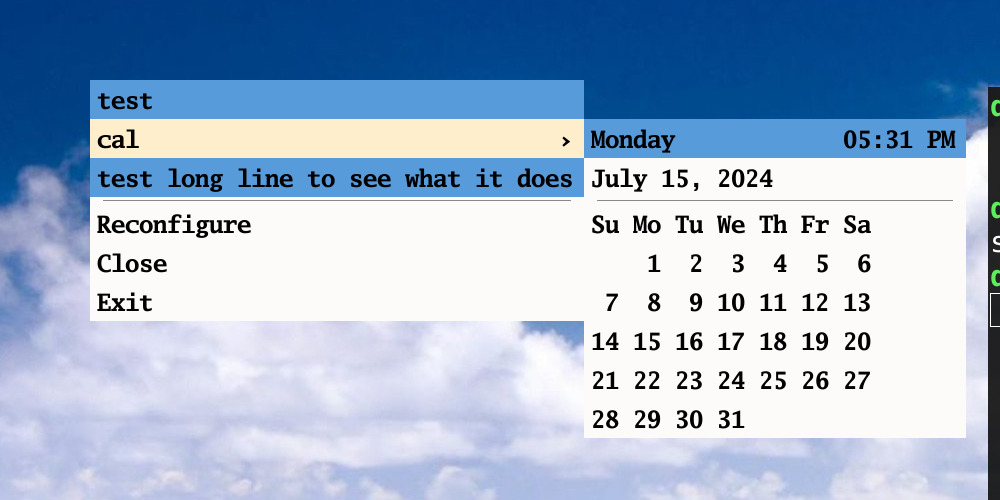 test
cal ›
test long line to see what it does
Reconfigure
Close
Exit
Monday 05:31 PM
July 15, 2024
Su Mo Tu We Th Fr Sa
1 2 3 4 5 6
7 8 9 10 11 12 13
14 15 16 17 18 19 20
21 22 23 24 25 26 27
28 29 30 31